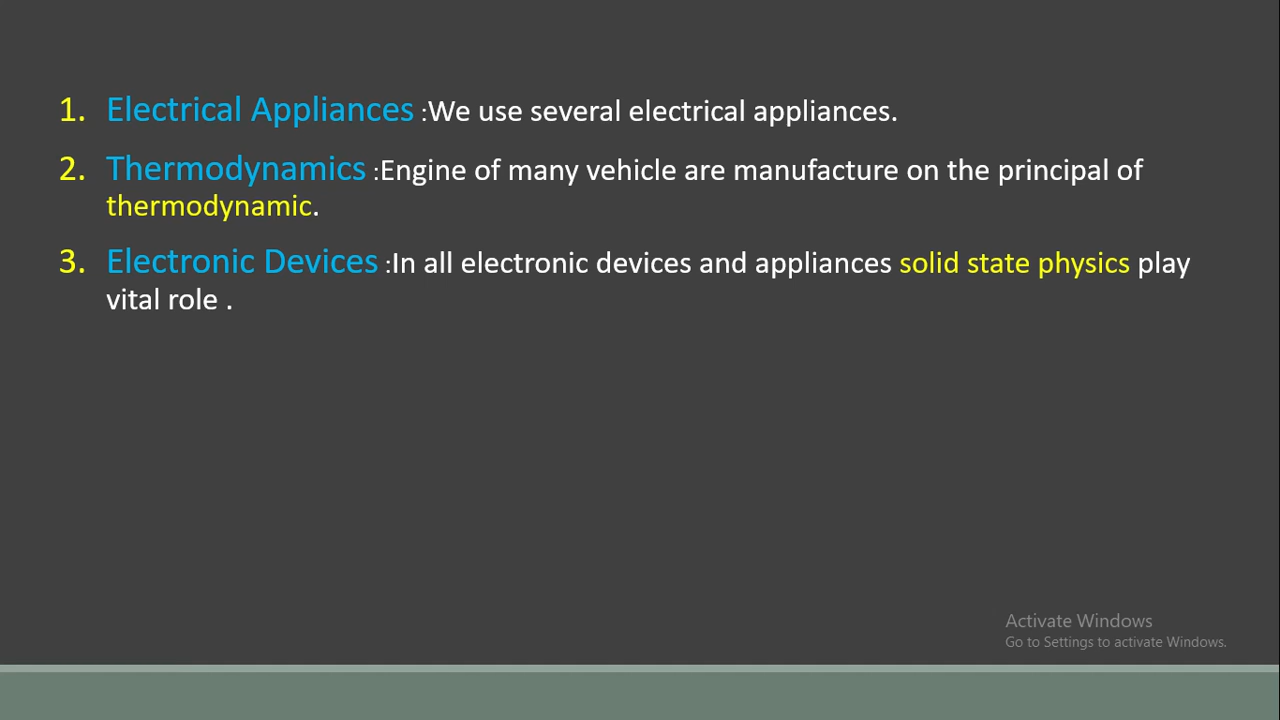 1. Electrical Appliances :We use several electrical appliances.
2. Thermodynamics :Engine of many vehicle are manufacture on the principal of
thermodynamic.
3. Electronic Devices :In all electronic devices and appliances solid state physics play
vital role .
Activate Windows
Go to Settings to activate Windows.